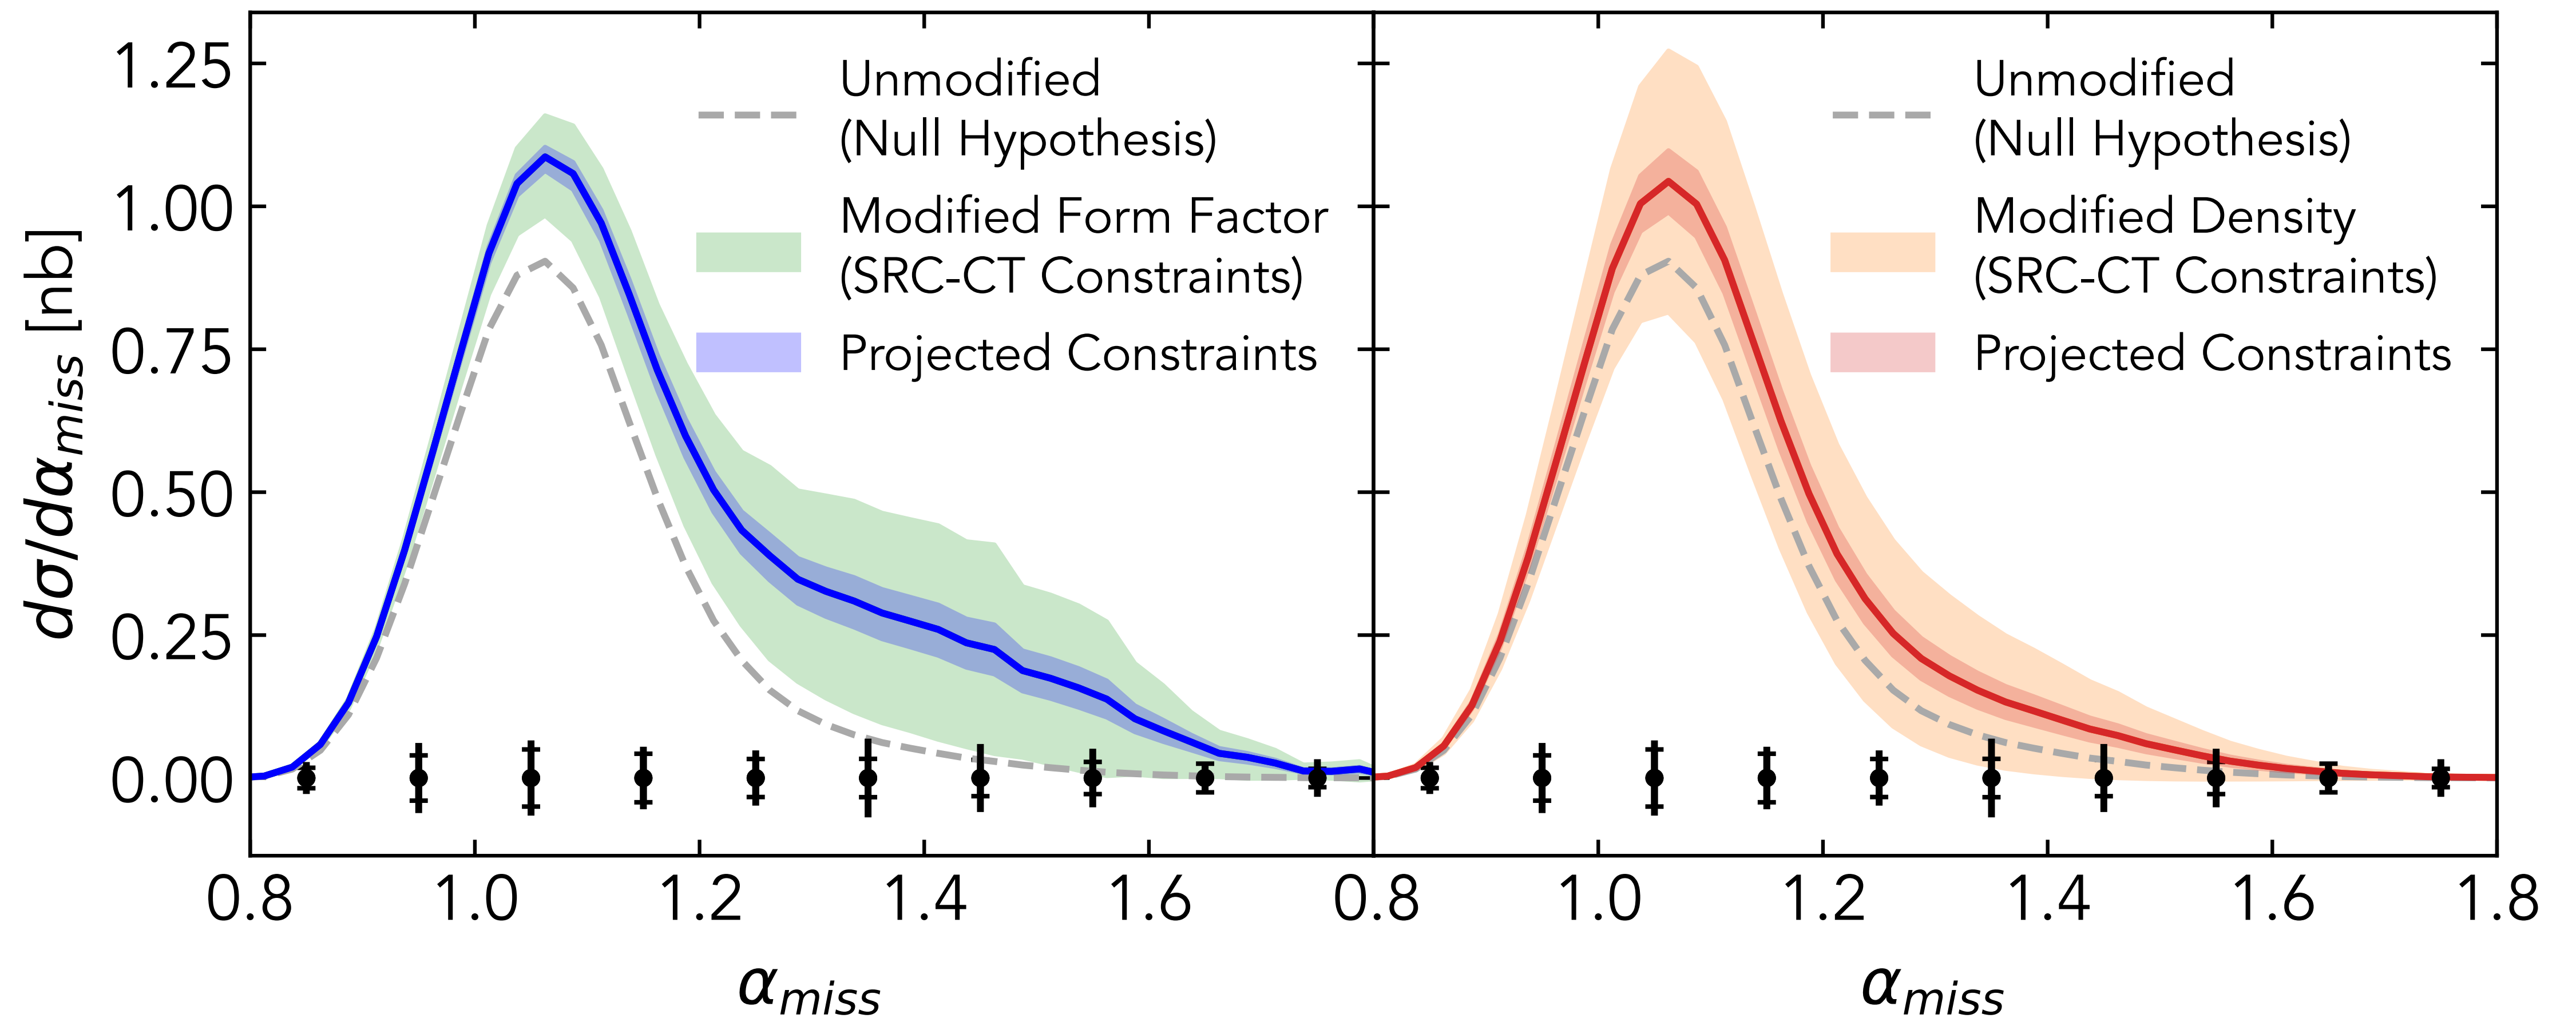 dσ/dα_miss [nb]
1.25
1.00
0.75
0.50
0.25
0.00
Unmodified
(Null Hypothesis)
Modified Form Factor
(SRC-CT Constraints)
Projected Constraints
Unmodified
(Null Hypothesis)
Modified Density
(SRC-CT Constraints)
Projected Constraints
0.8 1.0 1.2 1.4 1.6 0.8 1.0 1.2 1.4 1.6 1.8
α_miss α_miss